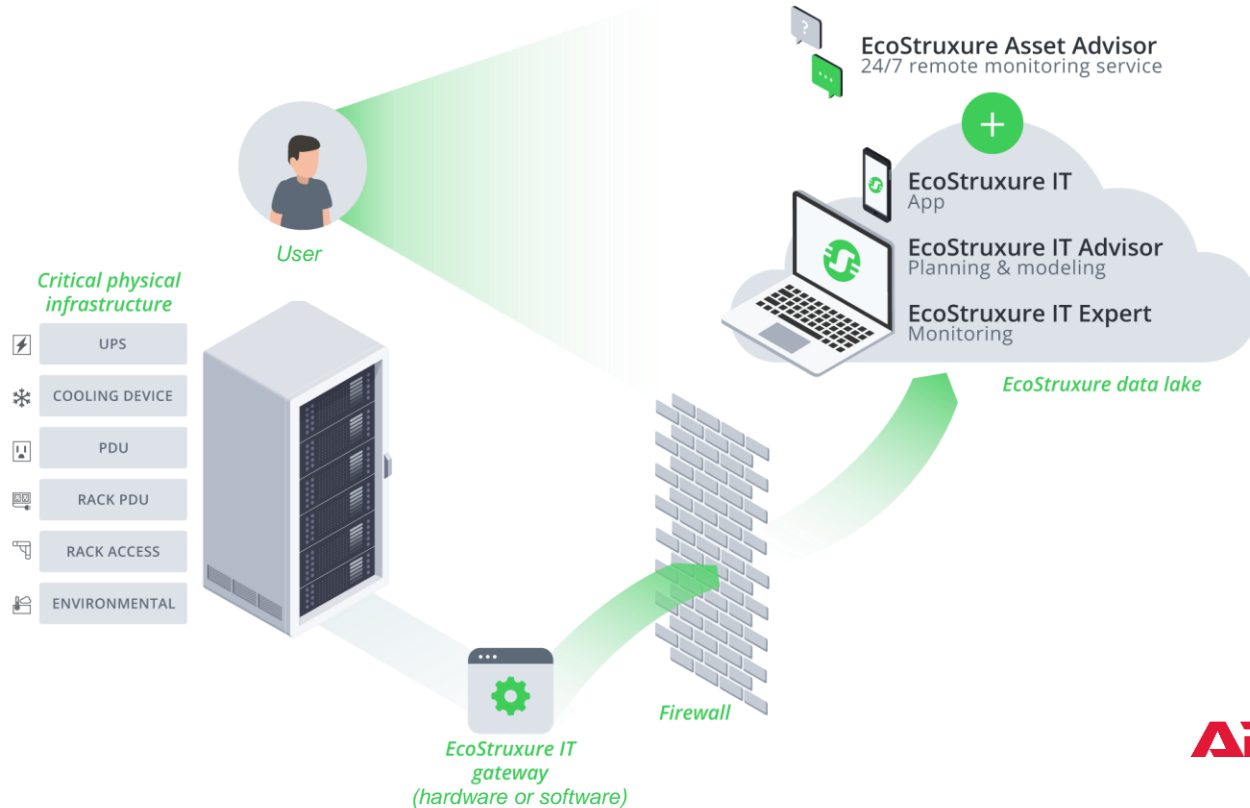 ?
EcoStruxure Asset Advisor
24/7 remote monitoring service
+
EcoStruxure IT
App
EcoStruxure IT Advisor
Planning & modeling
EcoStruxure IT Expert
Monitoring
EcoStruxure data lake
User
Critical physical
infrastructure
UPS
COOLING DEVICE
PDU
RACK PDU
RACK ACCESS
ENVIRONMENTAL
Firewall
EcoStruxure IT
gateway
(hardware or software)